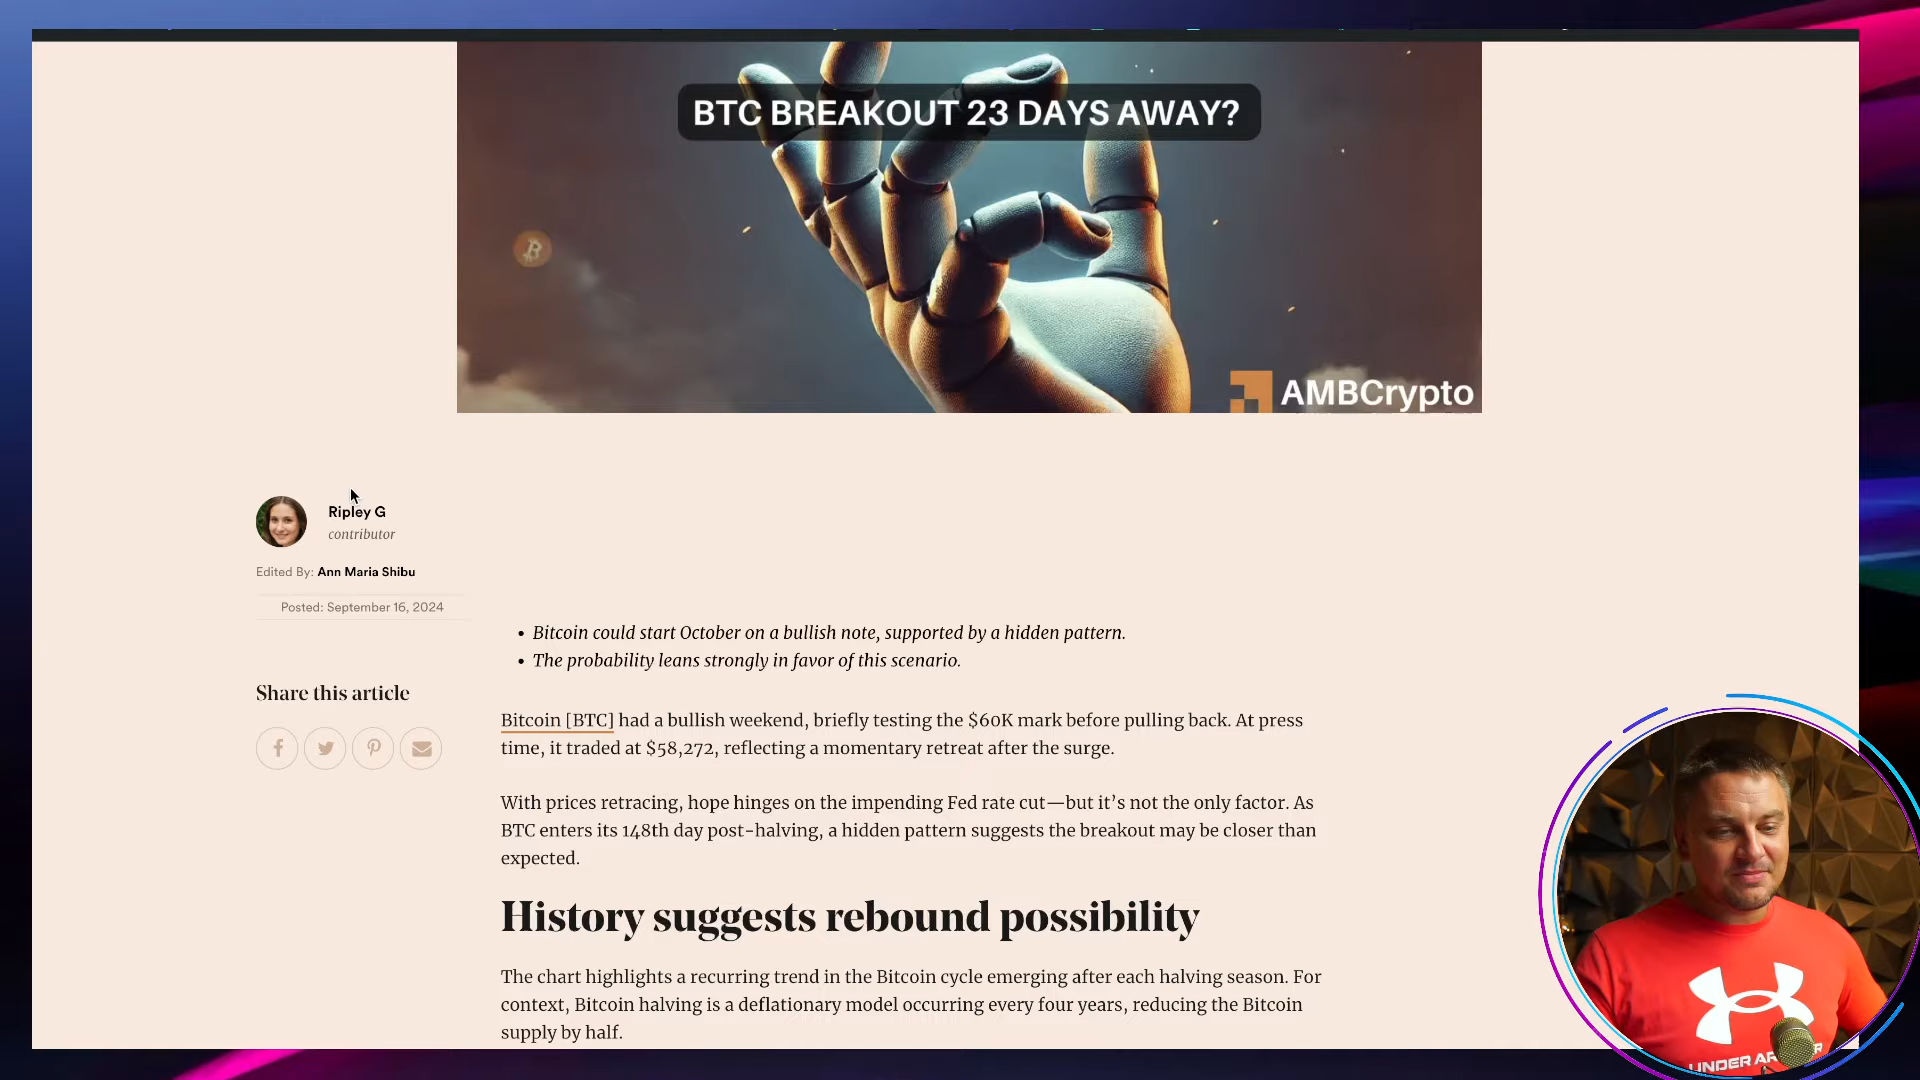 BTC BREAKOUT 23 DAYS AWAY?
AMBCrypto
Ripley G
contributor
Edited By: Ann Maria Shibu
Posted: September 16, 2024
Share this article
• Bitcoin could start October on a bullish note, supported by a hidden pattern.
• The probability leans strongly in favor of this scenario.
Bitcoin [BTC] had a bullish weekend, briefly testing the $60K mark before pulling back. At press
time, it traded at $58,272, reflecting a momentary retreat after the surge.
With prices retracing, hope hinges on the impending Fed rate cut—but it’s not the only factor. As
BTC enters its 148th day post-halving, a hidden pattern suggests the breakout may be closer than
expected.
History suggests rebound possibility
The chart highlights a recurring trend in the Bitcoin cycle emerging after each halving season. For
context, Bitcoin halving is a deflationary model occurring every four years, reducing the Bitcoin
supply by half.
UNDER ARMOUR